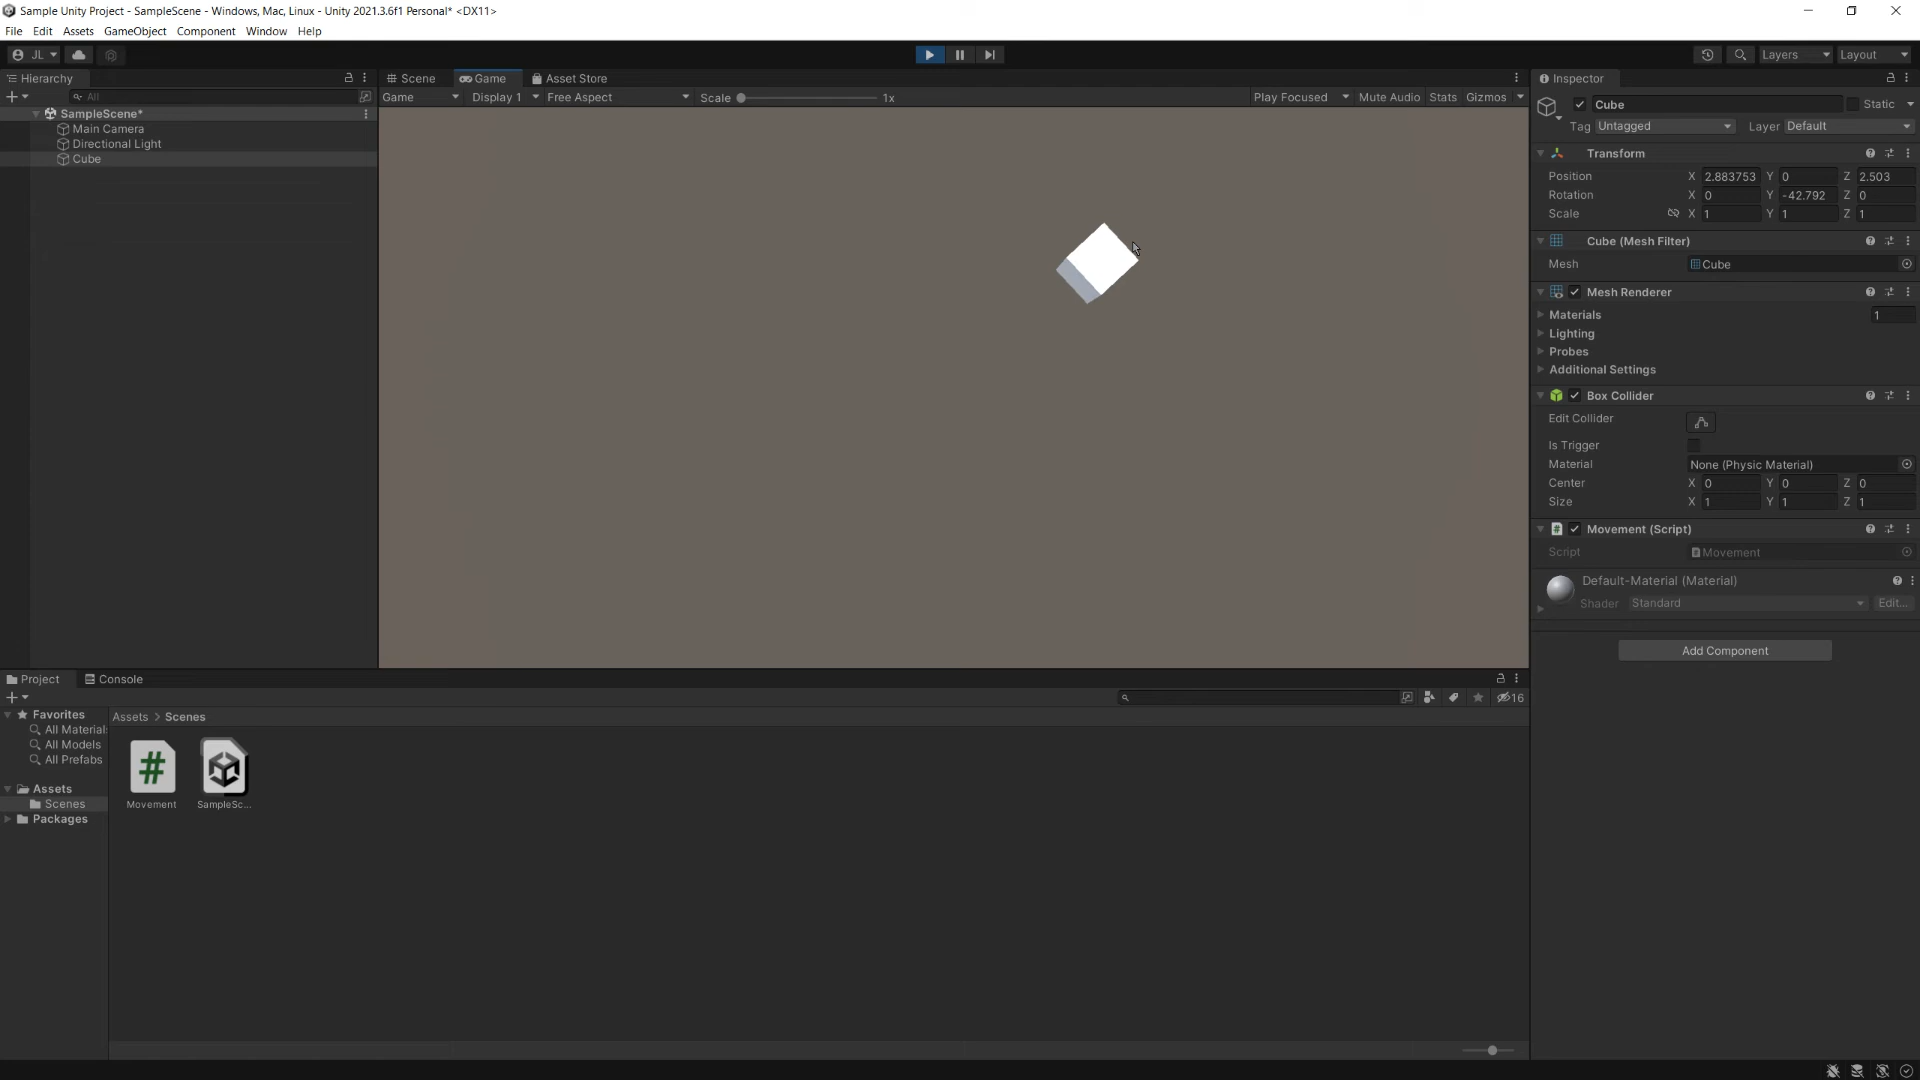 Sample Unity Project - SampleScene - Windows, Mac, Linux - Unity 2021.3.6f1 Personal* <DX11>
File Edit Assets GameObject Component Window Help
JL
Layers Layout
Hierarchy
All
SampleScene*
Main Camera
Directional Light
Cube
Scene Game Asset Store
Game Display 1 Free Aspect Scale 1x Play Focused Mute Audio Stats Gizmos
Inspector
Cube Static
Tag Untagged Layer Default
Transform
Position X 2.883753 Y 0 Z 2.503
Rotation X 0 Y -42.792 Z 0
Scale X 1 Y 1 Z 1
Cube (Mesh Filter)
Mesh Cube
Mesh Renderer
Materials 1
Lighting
Probes
Additional Settings
Box Collider
Edit Collider
Is Trigger
Material None (Physic Material)
Center X 0 Y 0 Z 0
Size X 1 Y 1 Z 1
# Movement (Script)
Script Movement
Default-Material (Material)
Shader Standard Edit...
Add Component
Project Console
16
Favorites
All Material
All Models
All Prefabs
Assets
Scenes
Packages
Assets > Scenes
#
Movement SampleSc...